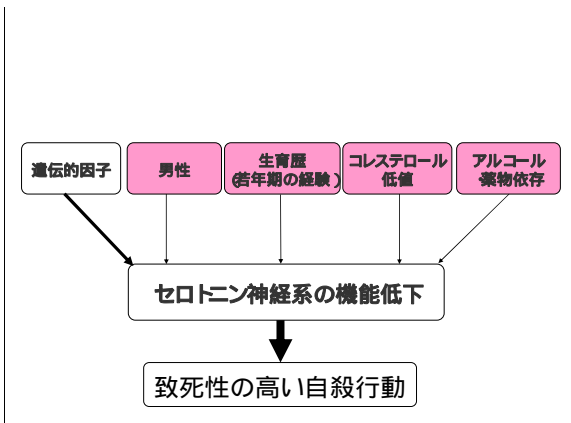 遺伝的因子
男性
生育歴
(若年期の経験)
コレステロール
低値
アルコール
・薬物依存
セロトニン神経系の機能低下
致死性の高い自殺行動